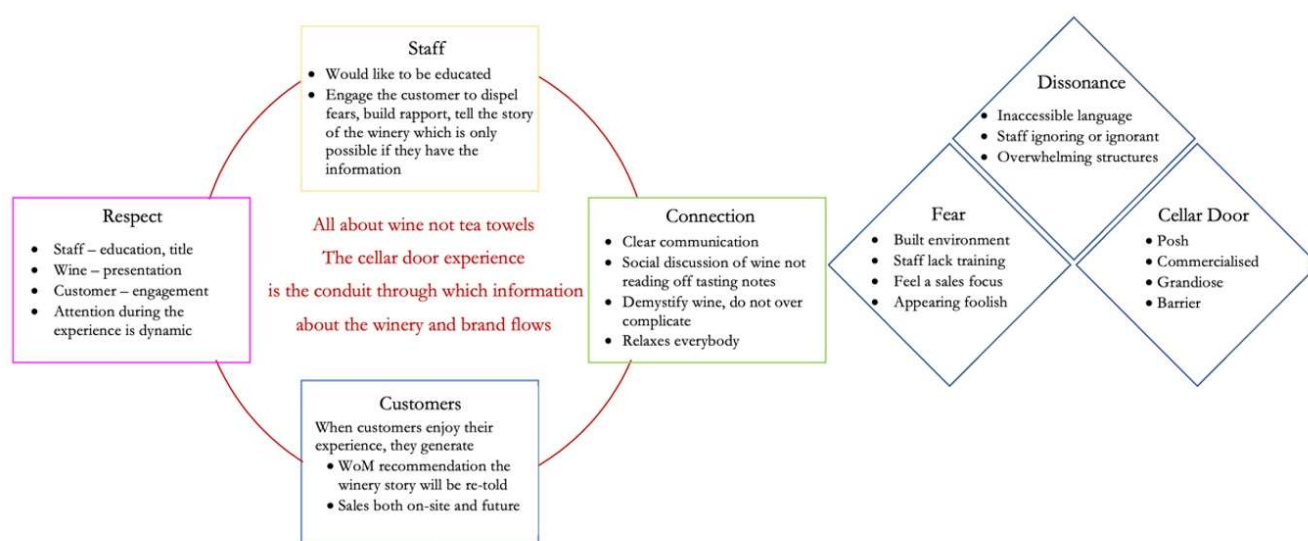 Staff
• Would like to be educated
• Engage the customer to dispel
fears, build rapport, tell the story
of the winery which is only
possible if they have the
information
Respect
• Staff – education, title
• Wine – presentation
• Customer – engagement
• Attention during the
experience is dynamic
All about wine not tea towels
The cellar door experience
is the conduit through which information
about the winery and brand flows
Connection
• Clear communication
• Social discussion of wine not
reading off tasting notes
• Demystify wine, do not over
complicate
• Relaxes everybody
Customers
When customers enjoy their
experience, they generate
• WoM recommendation the
winery story will be re-told
• Sales both on-site and future
Dissonance
• Inaccessible language
• Staff ignoring or ignorant
• Overwhelming structures
Fear
• Built environment
• Staff lack training
• Feel a sales focus
• Appearing foolish
Cellar Door
• Posh
• Commercialised
• Grandiose
• Barrier